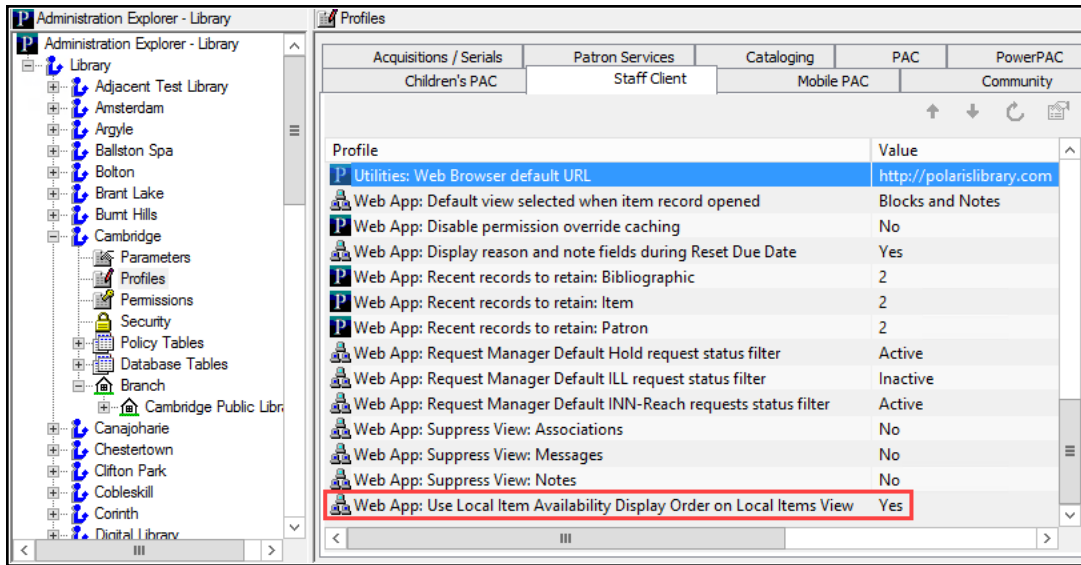 Administration Explorer - Library
Administration Explorer - Library
Library
Adjacent Test Library
Amsterdam
Argyle
Ballston Spa
Bolton
Brant Lake
Burnt Hills
Cambridge
Parameters
Profiles
Permissions
Security
Policy Tables
Database Tables
Branch
Cambridge Public Libr
Canajoharie
Chestertown
Clifton Park
Cobleskill
Corinth
Digital Library
Profiles
Acquisitions / Serials Patron Services Cataloging PAC PowerPAC
Children's PAC Staff Client Mobile PAC Community
Profile Value
Utilities: Web Browser default URL http://polarislibrary.com
Web App: Default view selected when item record opened Blocks and Notes
Web App: Disable permission override caching No
Web App: Display reason and note fields during Reset Due Date Yes
Web App: Recent records to retain: Bibliographic 2
Web App: Recent records to retain: Item 2
Web App: Recent records to retain: Patron 2
Web App: Request Manager Default Hold request status filter Active
Web App: Request Manager Default ILL request status filter Inactive
Web App: Request Manager Default INN-Reach requests status filter Active
Web App: Suppress View: Associations No
Web App: Suppress View: Messages No
Web App: Suppress View: Notes No
Web App: Use Local Item Availability Display Order on Local Items View Yes